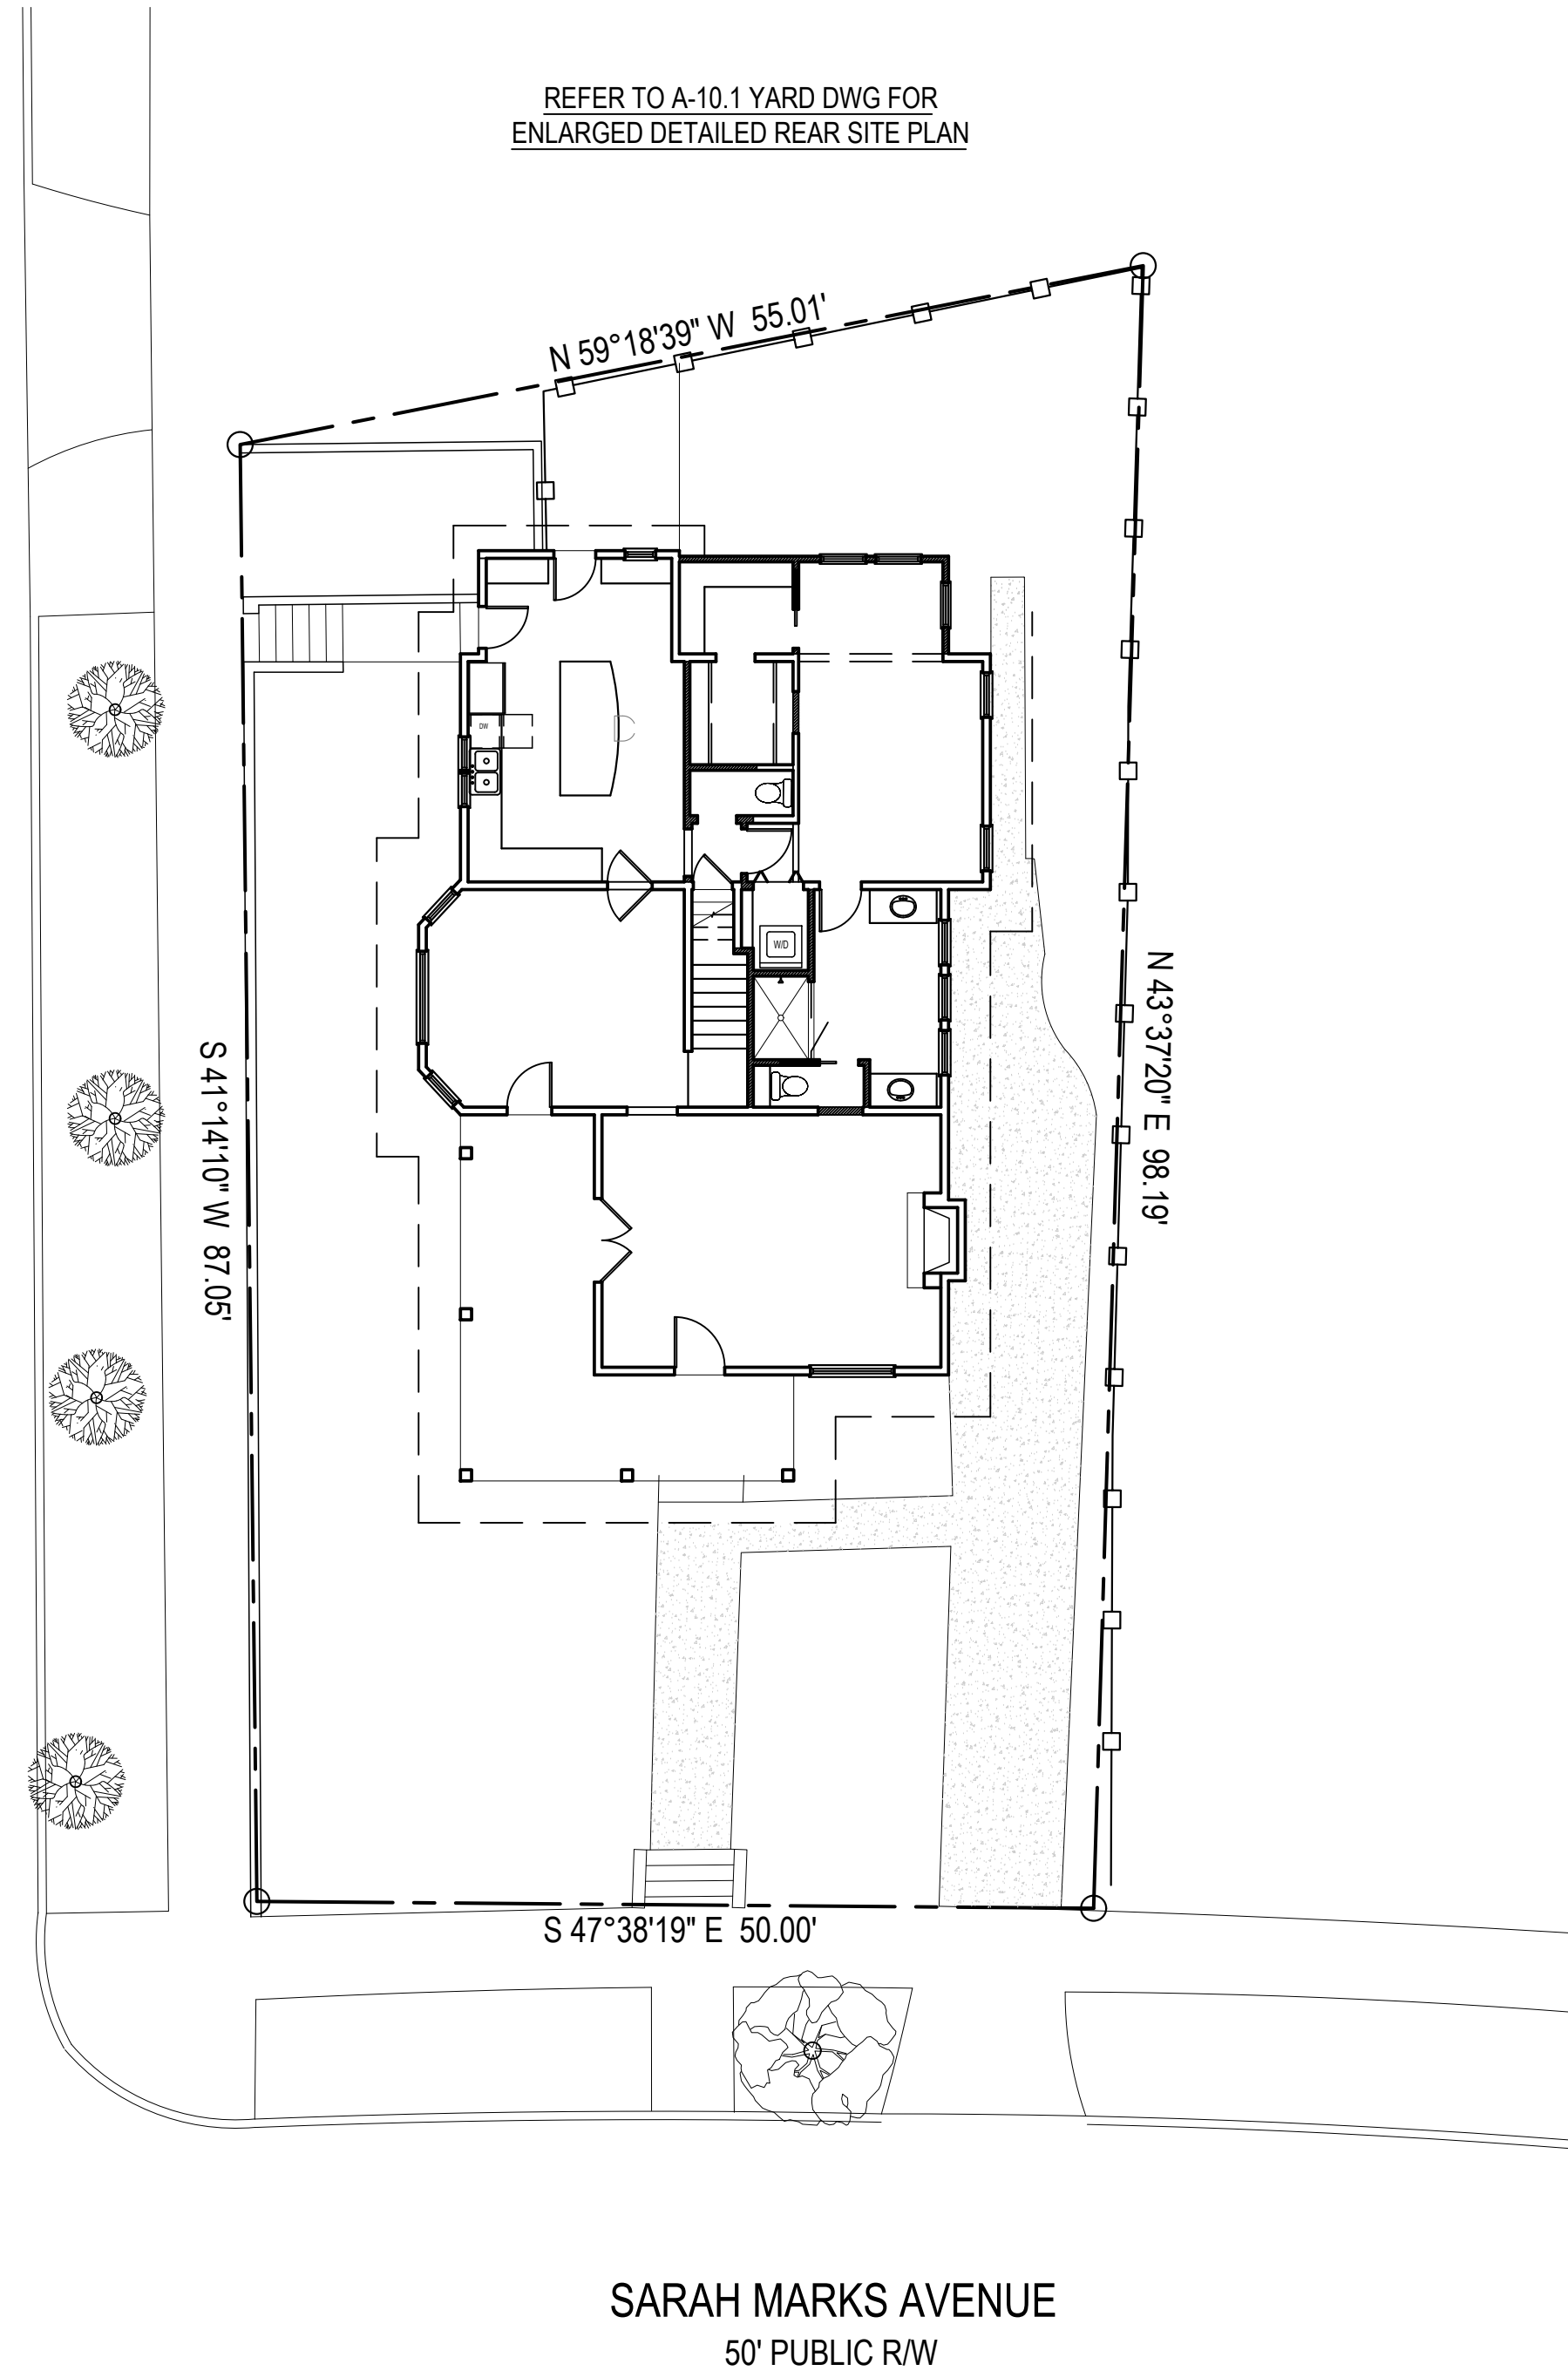 REFER TO A-10.1 YARD DWG FOR
ENLARGED DETAILED REAR SITE PLAN
N 59°18'39" W 55.01'
DW
W/D
N 43°37'20" E 98.19'
S 41°14'10" W 87.05'
S 47°38'19" E 50.00'
SARAH MARKS AVENUE
50' PUBLIC R/W